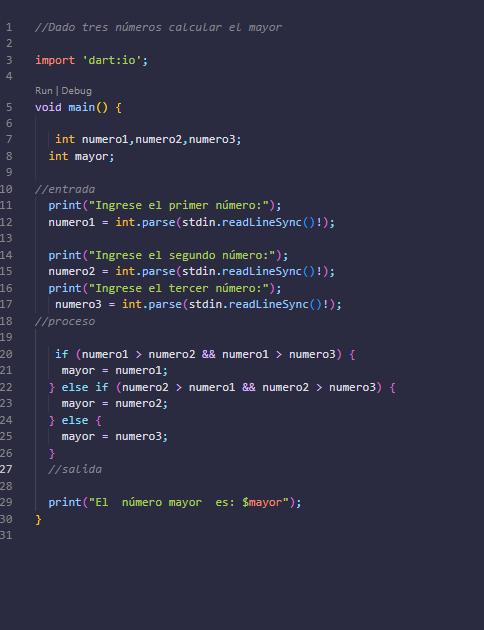 1 //Dado tres números calcular el mayor
2
3 import 'dart:io';
4
Run | Debug
5 void main() {
6
7 int numero1,numero2,numero3;
8 int mayor;
9
10 //entrada
11 print("Ingrese el primer número:");
12 numero1 = int.parse(stdin.readLineSync()!);
13
14 print("Ingrese el segundo número:");
15 numero2 = int.parse(stdin.readLineSync()!);
16 print("Ingrese el tercer número:");
17 numero3 = int.parse(stdin.readLineSync()!);
18 //proceso
19
20 if (numero1 > numero2 && numero1 > numero3) {
21 mayor = numero1;
22 } else if (numero2 > numero1 && numero2 > numero3) {
23 mayor = numero2;
24 } else {
25 mayor = numero3;
26 }
27 //salida
28
29 print("El  número mayor  es: $mayor");
30 }
31